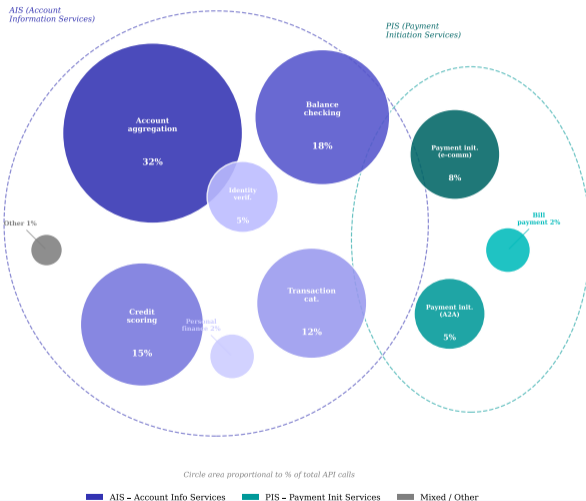 AIS (Account
Information Services)
PIS (Payment
Initiation Services)
Account
aggregation
32%
Balance
checking
18%
Payment init.
(e-comm)
8%
Identity
verif.
5%
Other 1%
Bill
payment 2%
Credit
scoring
15%
Personal
finance 2%
Transaction
cat.
12%
Payment init.
(A2A)
5%
Circle area proportional to % of total API calls
AIS – Account Info Services
PIS – Payment Init Services
Mixed / Other